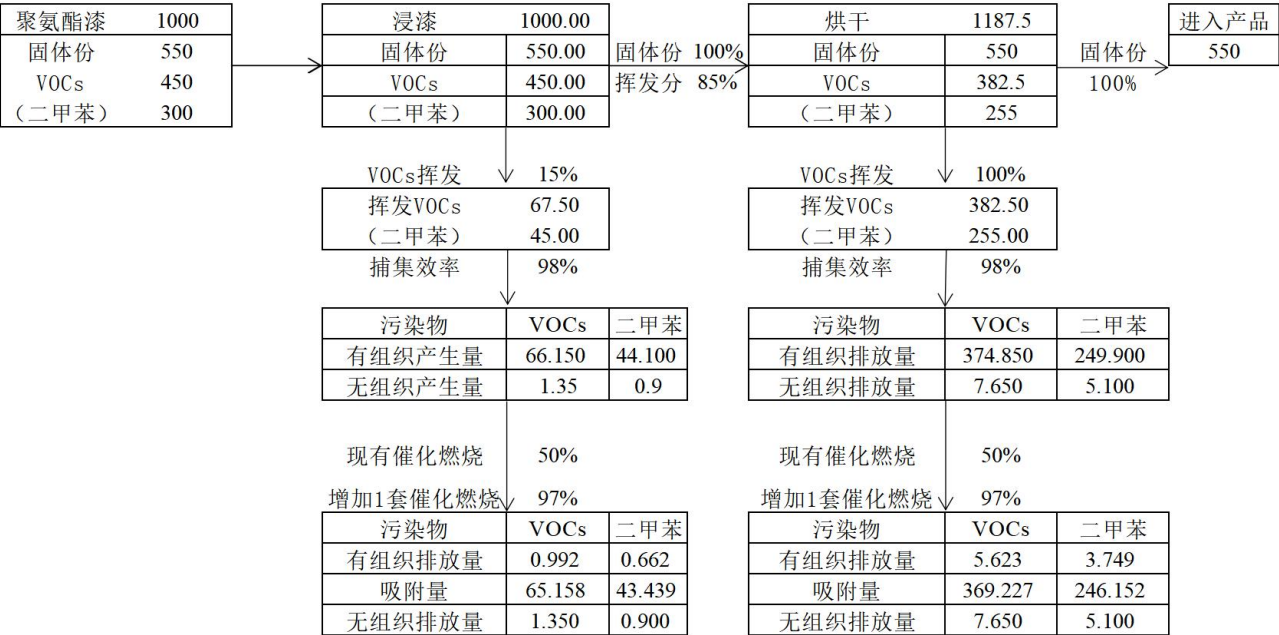 聚氨酯漆 1000 浸漆 1000.00 烘干 1187.5 进入产品
固体份 550 固体份 550.00 固体份 100% 固体份 550 固体份 550
VOCs 450 VOCs 450.00 挥发分 85% VOCs 382.5 100%
（二甲苯） 300 （二甲苯） 300.00 （二甲苯） 255
VOCs挥发 15% VOCs挥发 100%
挥发VOCs 67.50 挥发VOCs 382.50
（二甲苯） 45.00 （二甲苯） 255.00
捕集效率 98% 捕集效率 98%
污染物 VOCs 二甲苯 污染物 VOCs 二甲苯
有组织产生量 66.150 44.100 有组织排放量 374.850 249.900
无组织产生量 1.35 0.9 无组织排放量 7.650 5.100
现有催化燃烧 50% 现有催化燃烧 50%
增加1套催化燃烧 97% 增加1套催化燃烧 97%
污染物 VOCs 二甲苯 污染物 VOCs 二甲苯
有组织排放量 0.992 0.662 有组织排放量 5.623 3.749
吸附量 65.158 43.439 吸附量 369.227 246.152
无组织排放量 1.350 0.900 无组织排放量 7.650 5.100